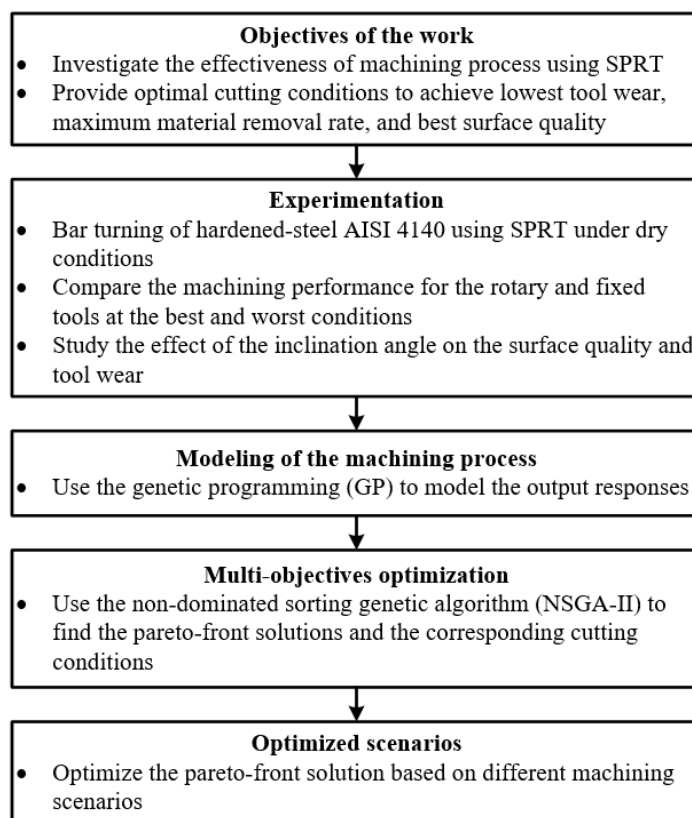 Objectives of the work
• Investigate the effectiveness of machining process using SPRT
• Provide optimal cutting conditions to achieve lowest tool wear,
maximum material removal rate, and best surface quality
Experimentation
• Bar turning of hardened-steel AISI 4140 using SPRT under dry
conditions
• Compare the machining performance for the rotary and fixed
tools at the best and worst conditions
• Study the effect of the inclination angle on the surface quality and
tool wear
Modeling of the machining process
• Use the genetic programming (GP) to model the output responses
Multi-objectives optimization
• Use the non-dominated sorting genetic algorithm (NSGA-II) to
find the pareto-front solutions and the corresponding cutting
conditions
Optimized scenarios
• Optimize the pareto-front solution based on different machining
scenarios